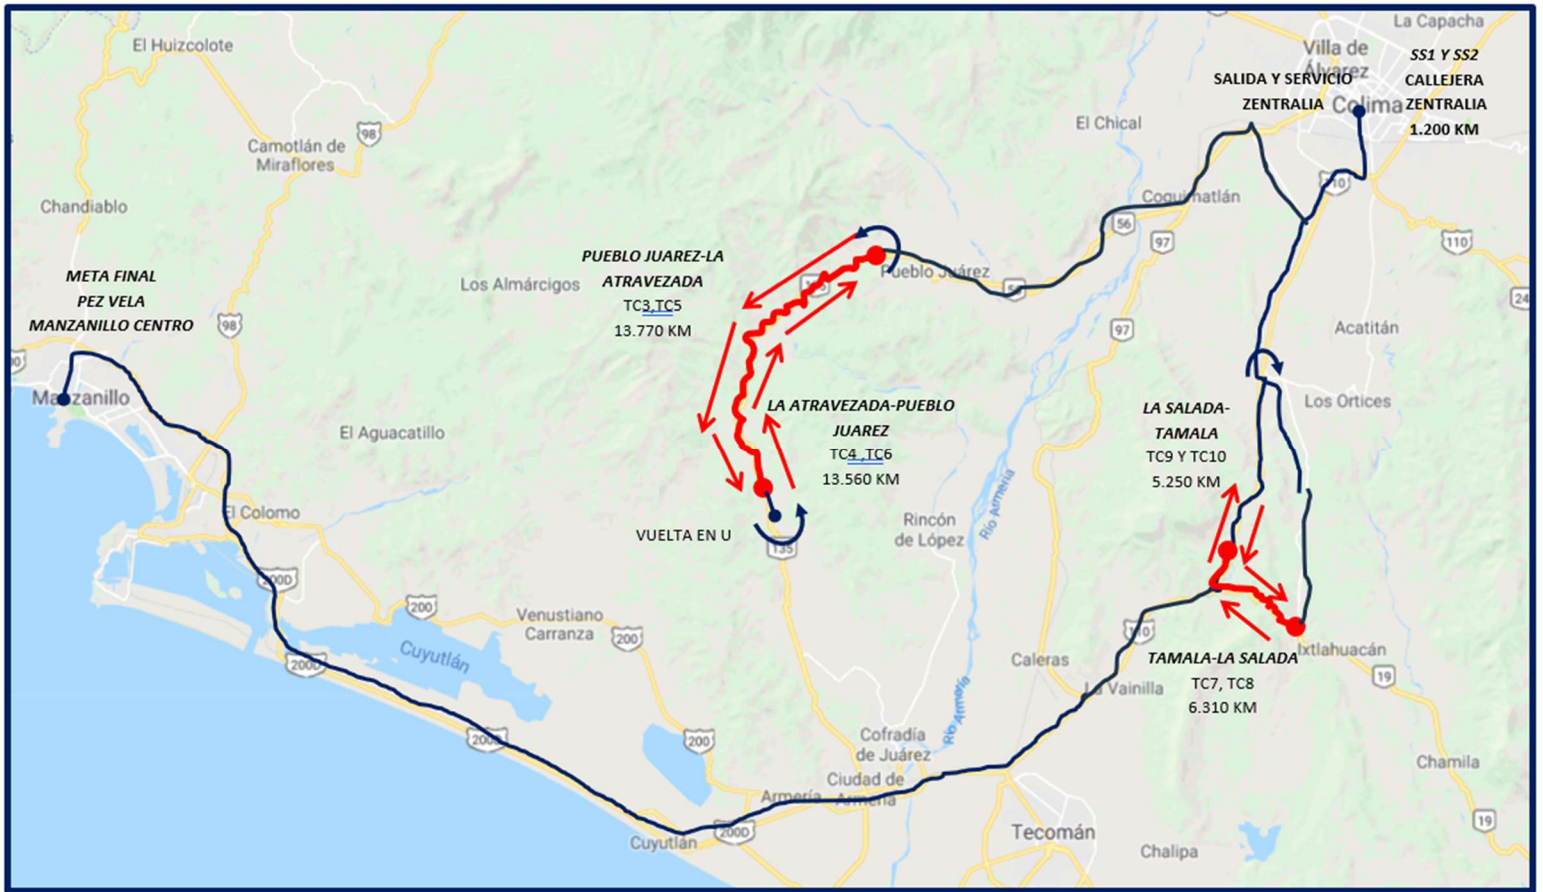 La Capacha
El Huizcolote
Villa de
Álvarez
SS1 Y SS2
CALLEJERA
ZENTRALIA
1.200 KM
SALIDA Y SERVICIO
ZENTRALIA
Colima
98
El Chical
Camotlán de
Miraflores
110
Coquimatlán
Chandiablo
56
97
110
PUEBLO JUAREZ-LA
ATRAVEZADA
TC3,TC5
13.770 KM
Pueblo Juárez
META FINAL
PEZ VELA
MANZANILLO CENTRO
Los Almárcigos
24
98
97
Acatitán
Manzanillo
LA ATRAVEZADA-PUEBLO
JUAREZ
TC4 ,TC6
13.560 KM
LA SALADA-
TAMALA
TC9 Y TC10
5.250 KM
Los Ortices
El Aguacatillo
Río Armería
El Colomo
VUELTA EN U
135
Rincón
de López
200D
200
Venustiano
Carranza
200
Cuyutlán
200D
110
Caleras
TAMALA-LA SALADA
TC7, TC8
6.310 KM
Ixtlahuacán
19
La Vainilla
Río Armería
200D
200
Cofradía
de Juárez
Chamila
Ciudad de
Armería
Armería
200D
Cuyutlán
Tecomán
19
Chalipa